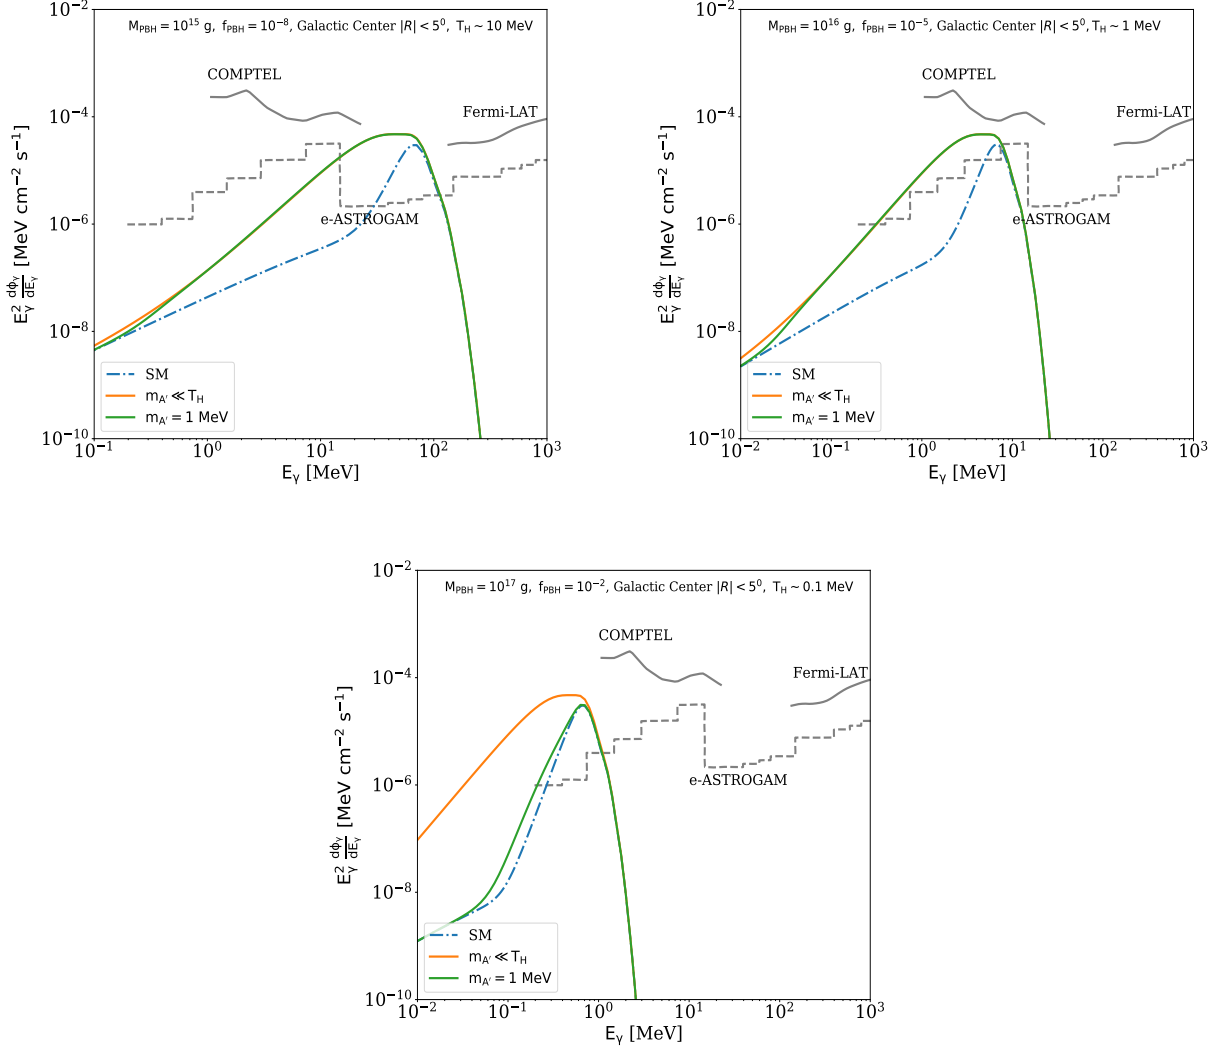 M_PBH = 10^15 g, f_PBH = 10^-8, Galactic Center |R| < 5^0, T_H ~ 10 MeV
10^-2
10^-4
10^-6
10^-8
10^-10
E_γ^2 dϕ_γ/dE_γ [MeV cm^-2 s^-1]
COMPTEL
Fermi-LAT
e-ASTROGAM
SM
m_A′ ≪ T_H
m_A′ = 1 MeV
10^-1 10^0 10^1 10^2 10^3
E_γ [MeV]
M_PBH = 10^16 g, f_PBH = 10^-5, Galactic Center |R| < 5^0, T_H ~ 1 MeV
10^-2
10^-4
10^-6
10^-8
10^-10
E_γ^2 dϕ_γ/dE_γ [MeV cm^-2 s^-1]
COMPTEL
Fermi-LAT
e-ASTROGAM
SM
m_A′ ≪ T_H
m_A′ = 1 MeV
10^-2 10^-1 10^0 10^1 10^2 10^3
E_γ [MeV]
M_PBH = 10^17 g, f_PBH = 10^-2, Galactic Center |R| < 5^0, T_H ~ 0.1 MeV
10^-2
10^-4
10^-6
10^-8
10^-10
E_γ^2 dϕ_γ/dE_γ [MeV cm^-2 s^-1]
COMPTEL
Fermi-LAT
e-ASTROGAM
SM
m_A′ ≪ T_H
m_A′ = 1 MeV
10^-2 10^-1 10^0 10^1 10^2 10^3
E_γ [MeV]